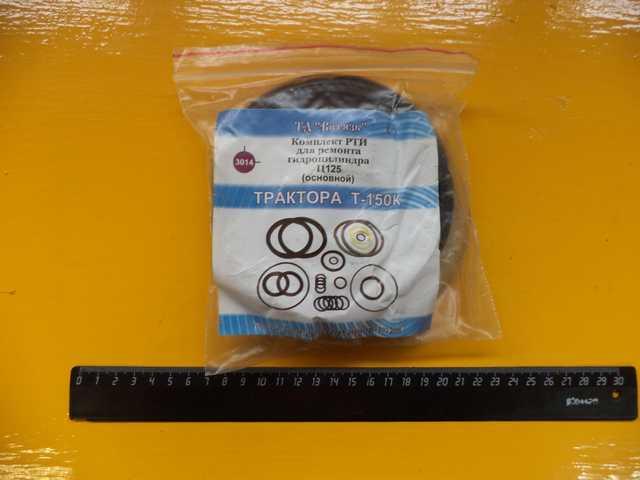 ТД "Витязь"
Комплект РТИ
для ремонта
гидроцилиндра
Ц125
(основной)
3014
ТРАКТОРА Т-150К
0 1 2 3 4 5 6 7 8 9 10 11 12 13 14 15 16 17 18 19 20 21 22 23 24 25 26 27 28 29 30